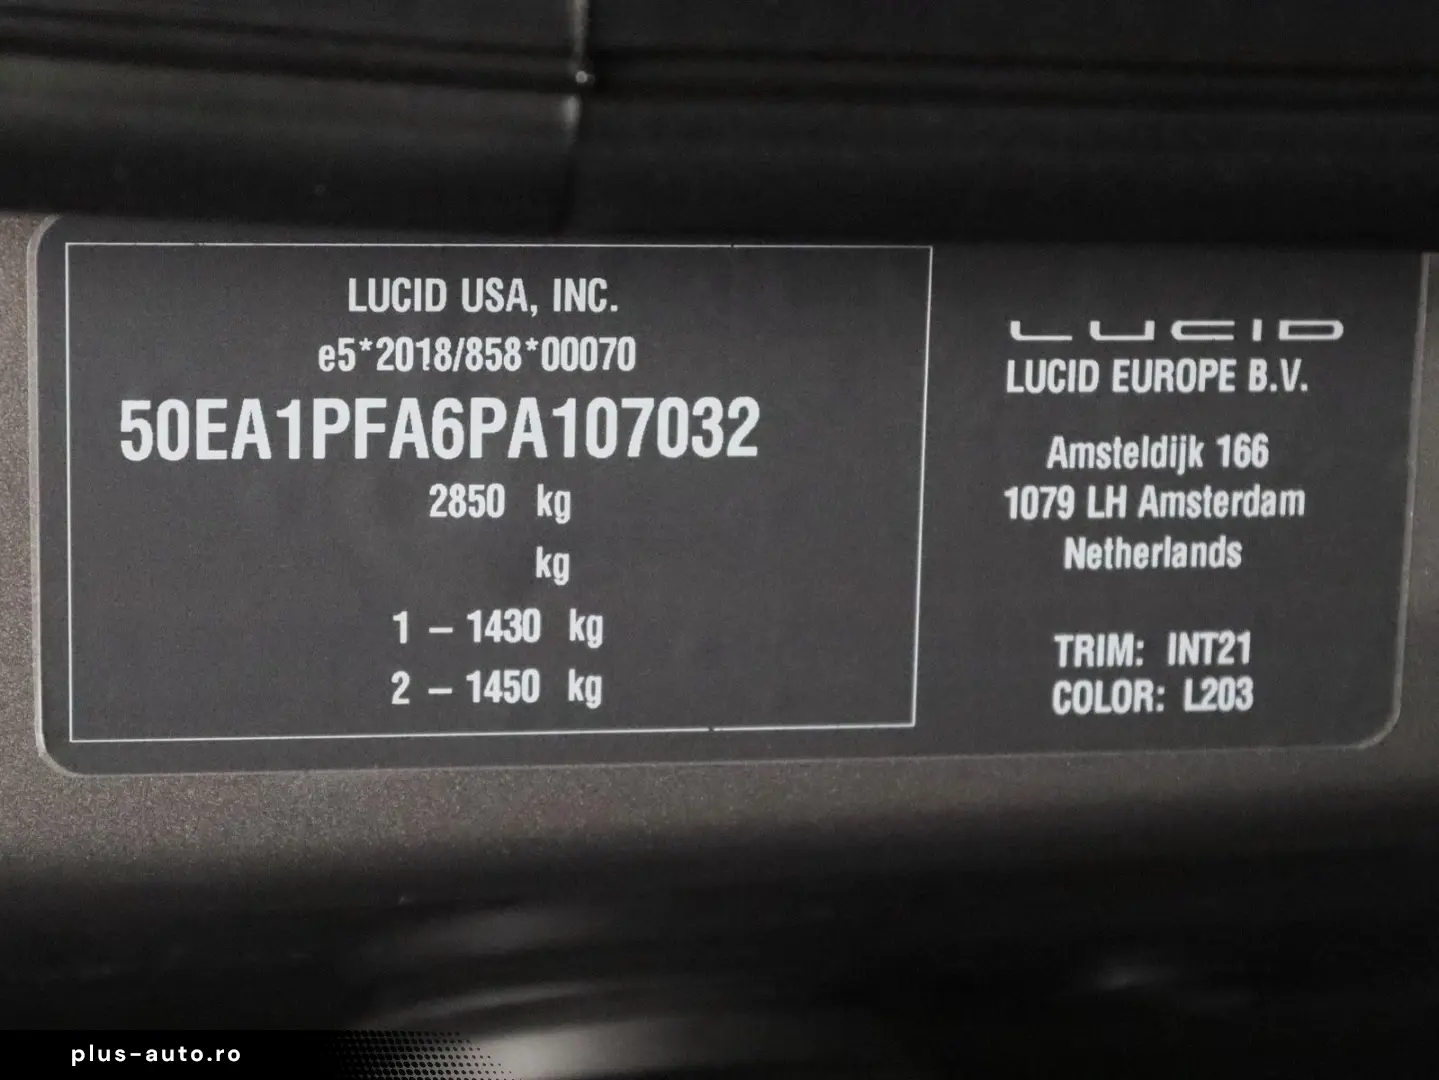 LUCID USA, INC.
e5*2018/858*00070
50EA1PFA6PA107032
2850 kg
kg
1 – 1430 kg
2 – 1450 kg
LUCID
LUCID EUROPE B.V.
Amsteldijk 166
1079 LH Amsterdam
Netherlands
TRIM: INT21
COLOR: L203
plus-auto.ro